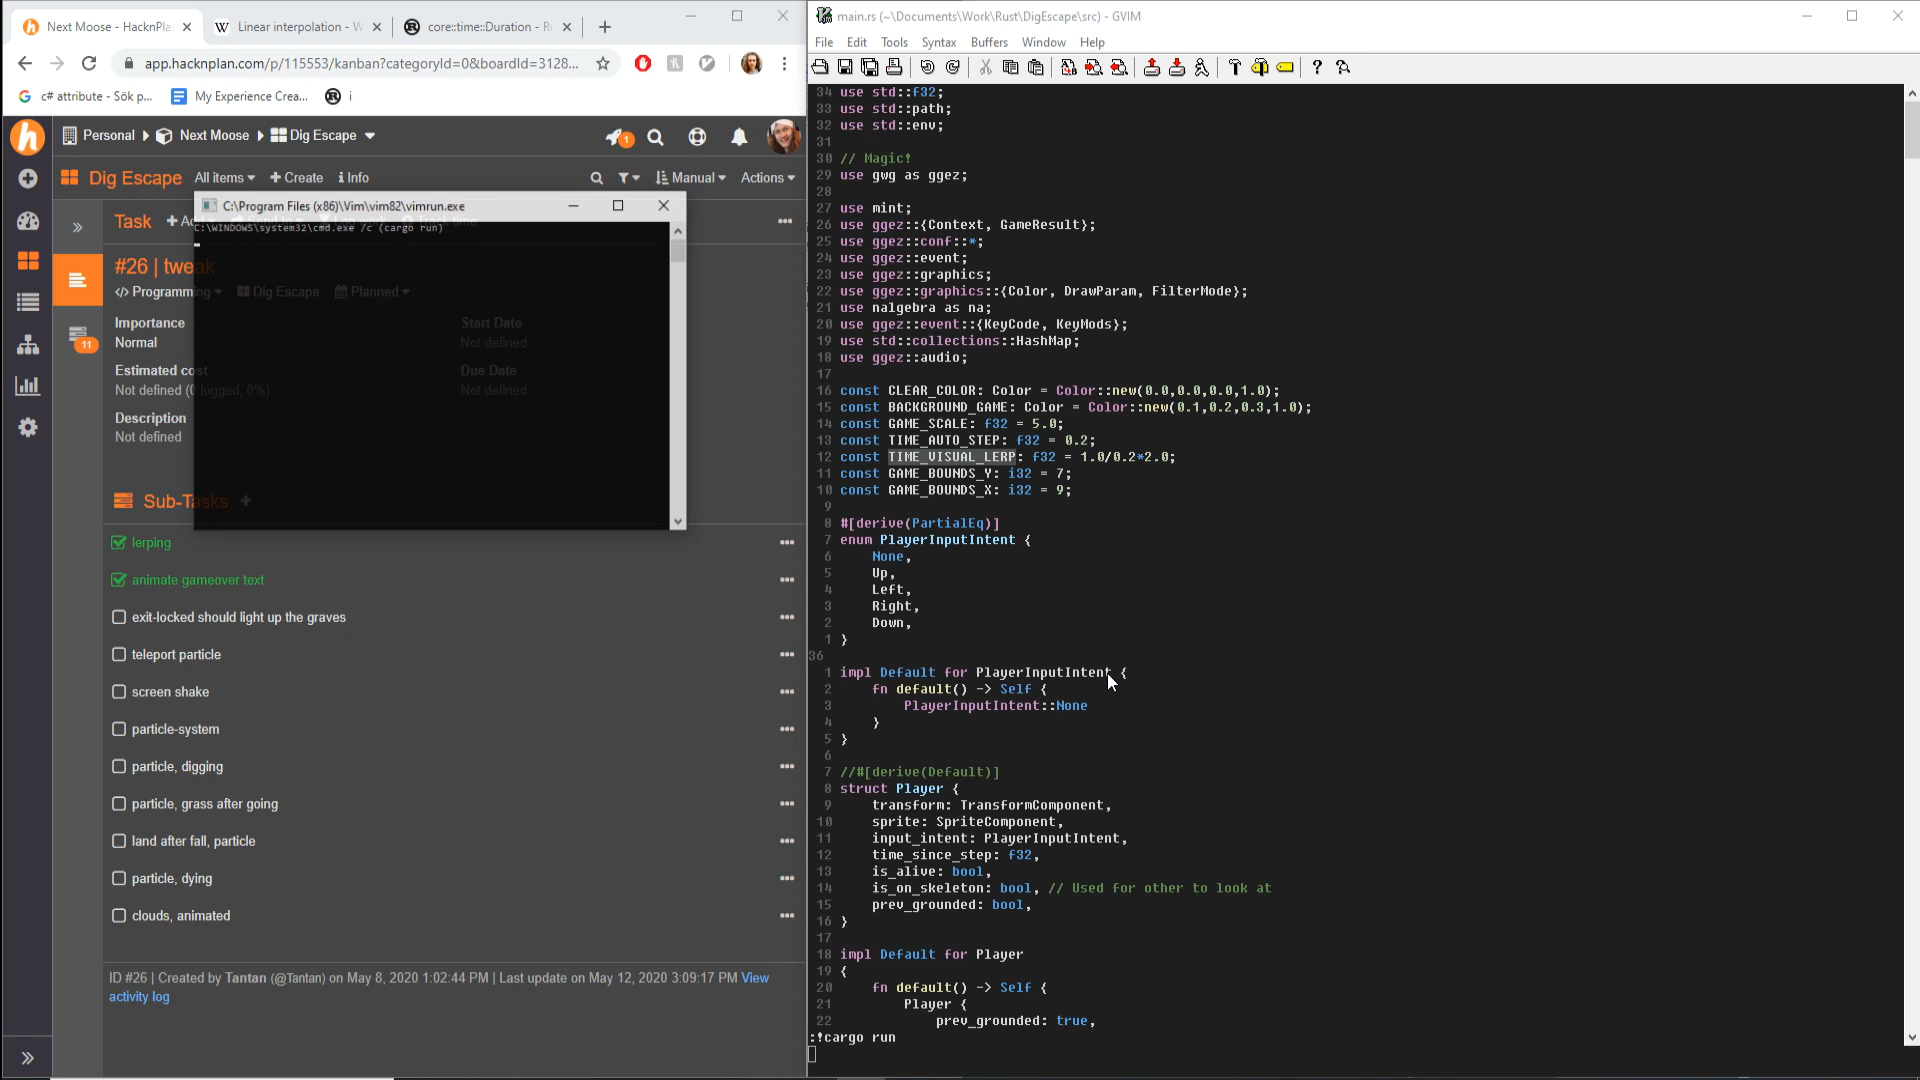 Next Moose - HacknPla
Linear interpolation - W
core::time::Duration - Ru
app.hacknplan.com/p/115553/kanban?categoryId=0&boardId=3128...
c# attribute - Sök p...
My Experience Crea...
i
Personal
Next Moose
Dig Escape
1
Dig Escape
All items
Create
Info
Manual
Actions
Task
#26 | tweak
</> Programming
Dig Escape
Planned
Importance
Normal
Start Date
Not defined
11
Estimated cost
Not defined (0 logged, 0%)
Due Date
Not defined
Description
Not defined
C:\Program Files (x86)\Vim\vim82\vimrun.exe
C:\WINDOWS\system32\cmd.exe /c (cargo run)
Sub-Tasks +
lerping
animate gameover text
exit-locked should light up the graves
teleport particle
screen shake
particle-system
particle, digging
particle, grass after going
land after fall, particle
particle, dying
clouds, animated
ID #26 | Created by Tantan (@Tantan) on May 8, 2020 1:02:44 PM | Last update on May 12, 2020 3:09:17 PM View
activity log
main.rs (~\Documents\Work\Rust\DigEscape\src) - GVIM
File Edit Tools Syntax Buffers Window Help
34 use std::f32;
33 use std::path;
32 use std::env;
31
30 // Magic!
29 use gwg as ggez;
28
27 use mint;
26 use ggez::{Context, GameResult};
25 use ggez::conf::*;
24 use ggez::event;
23 use ggez::graphics;
22 use ggez::graphics::{Color, DrawParam, FilterMode};
21 use nalgebra as na;
20 use ggez::event::{KeyCode, KeyMods};
19 use std::collections::HashMap;
18 use ggez::audio;
17
16 const CLEAR_COLOR: Color = Color::new(0.0,0.0,0.0,1.0);
15 const BACKGROUND_GAME: Color = Color::new(0.1,0.2,0.3,1.0);
14 const GAME_SCALE: f32 = 5.0;
13 const TIME_AUTO_STEP: f32 = 0.2;
12 const TIME_VISUAL_LERP: f32 = 1.0/0.2*2.0;
11 const GAME_BOUNDS_Y: i32 = 7;
10 const GAME_BOUNDS_X: i32 = 9;
9
8 #[derive(PartialEq)]
7 enum PlayerInputIntent {
6 None,
5 Up,
4 Left,
3 Right,
2 Down,
1 }
36
1 impl Default for PlayerInputIntent {
2 fn default() -> Self {
3 PlayerInputIntent::None
4 }
5 }
6
7 //#[derive(Default)]
8 struct Player {
9 transform: TransformComponent,
10 sprite: SpriteComponent,
11 input_intent: PlayerInputIntent,
12 time_since_step: f32,
13 is_alive: bool,
14 is_on_skeleton: bool, // Used for other to look at
15 prev_grounded: bool,
16 }
17
18 impl Default for Player
19 {
20 fn default() -> Self {
21 Player {
22 prev_grounded: true,
:!cargo run